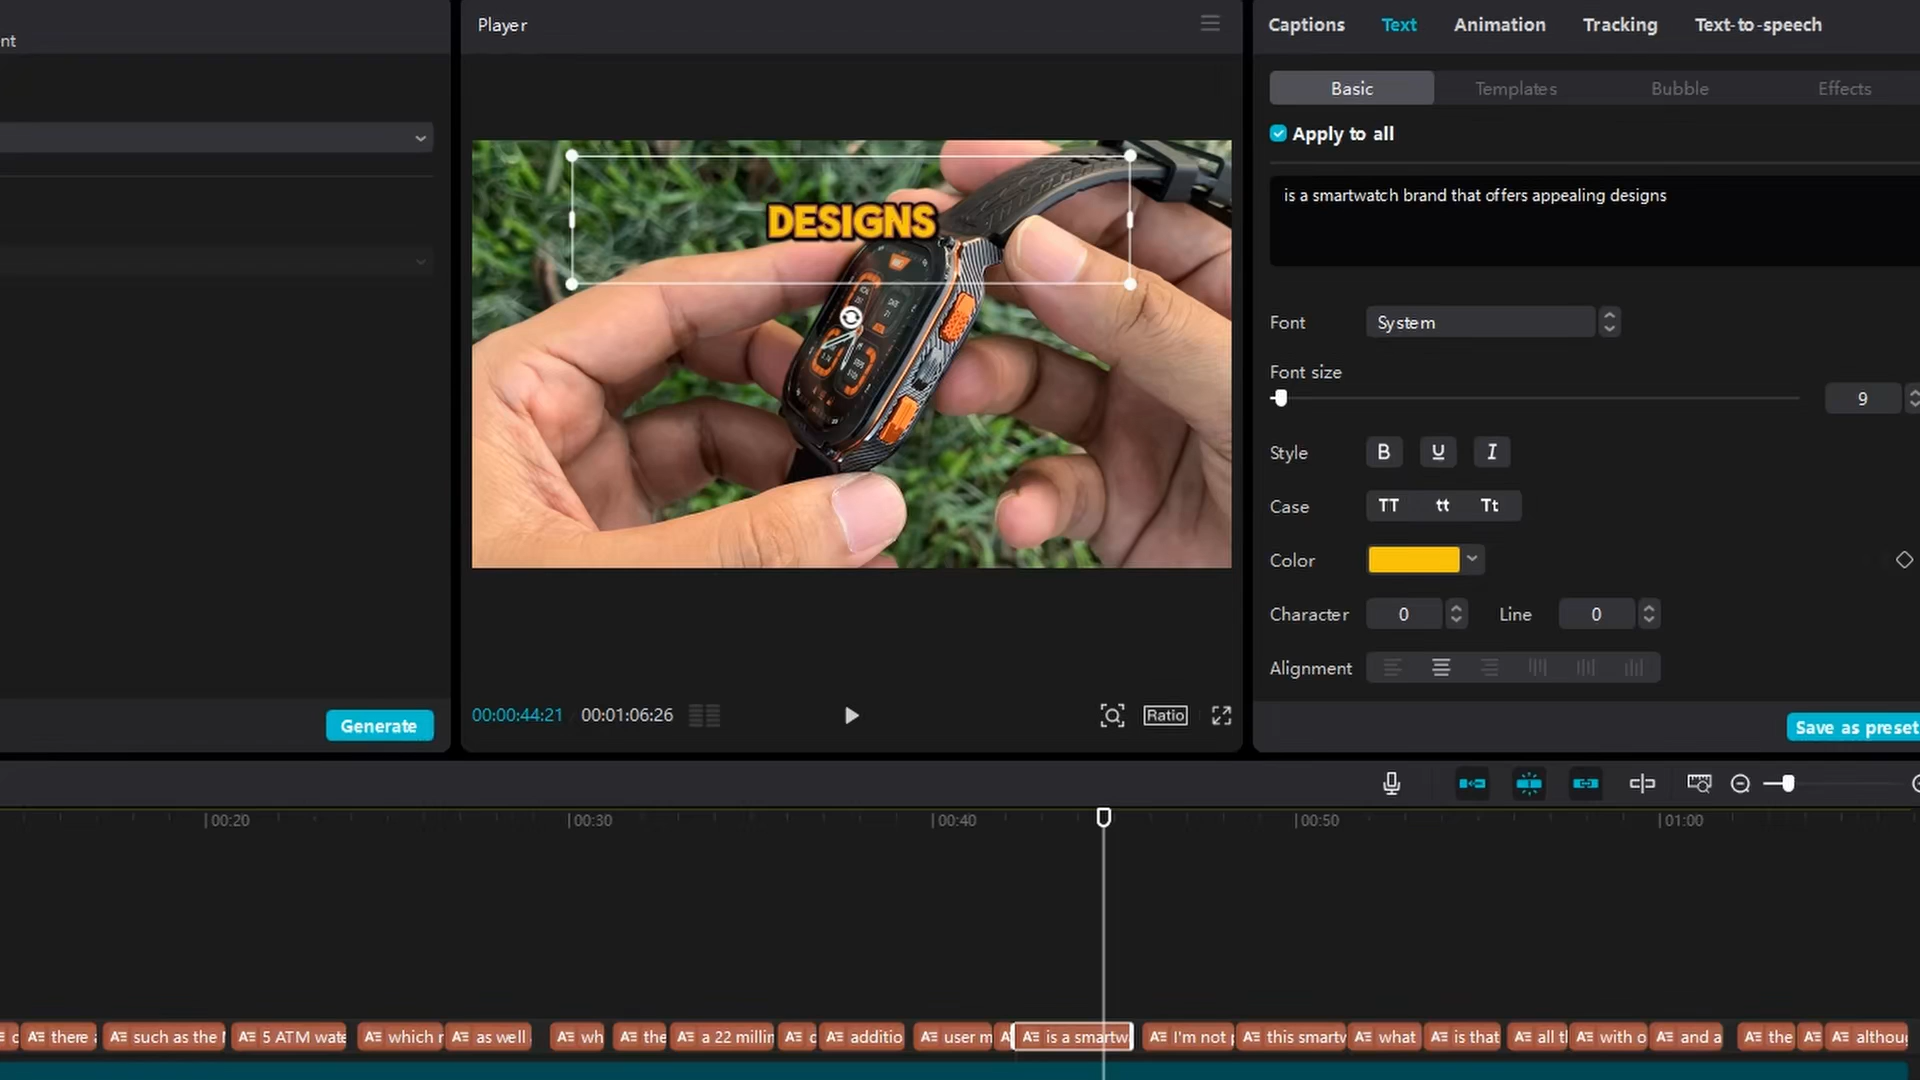 nt
Generate
Player
DESIGNS
00:00:44:21
00:01:06:26
Ratio
Captions Text Animation Tracking Text-to-speech
Basic Templates Bubble Effects
Apply to all
is a smartwatch brand that offers appealing designs
Font System
Font size
9
Style B U I
Case TT tt Tt
Color
Character 0 Line 0
Alignment
Save as preset
00:20 00:30 00:40 00:50 01:00
there such as the 5 ATM wate which as well wh the a 22 millin additio user m is a smartw I'm not this smartw what is that all t with o and a the althou